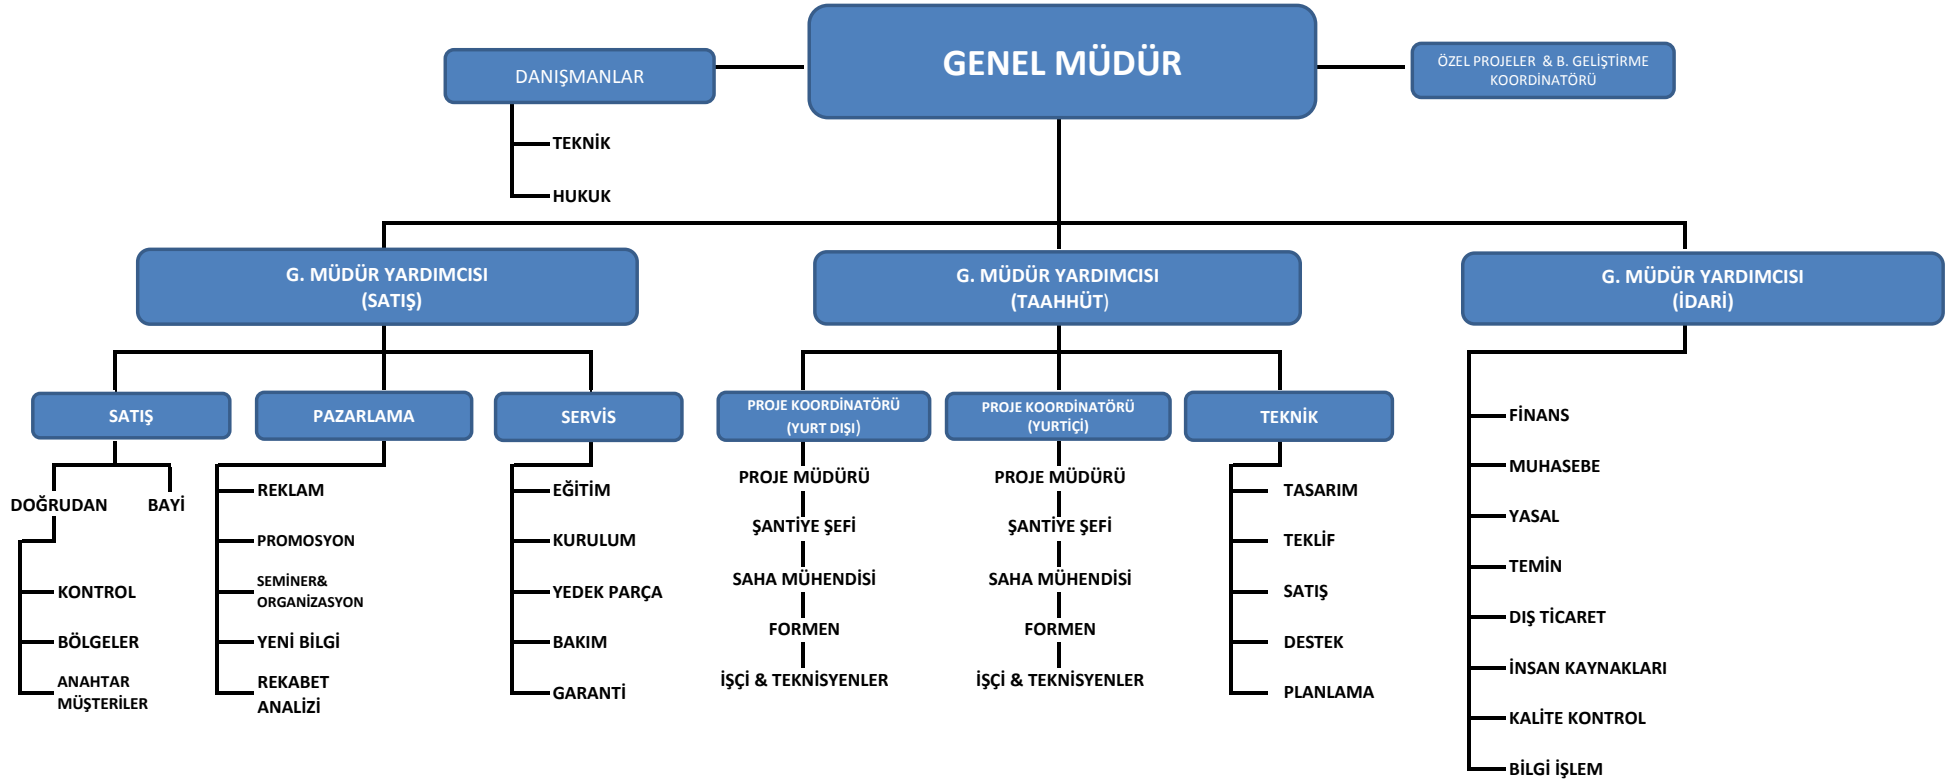 GENEL MÜDÜR
DANIŞMANLAR
ÖZEL PROJELER & B. GELİŞTİRME
KOORDİNATÖRÜ
TEKNİK
HUKUK
G. MÜDÜR YARDIMCISI
(SATIŞ)
G. MÜDÜR YARDIMCISI
(TAAHHÜT)
G. MÜDÜR YARDIMCISI
(İDARİ)
SATIŞ
DOĞRUDAN
BAYİ
KONTROL
BÖLGELER
ANAHTAR
MÜŞTERİLER
PAZARLAMA
REKLAM
PROMOSYON
SEMİNER&
ORGANİZASYON
YENİ BİLGİ
REKABET
ANALİZİ
SERVİS
EĞİTİM
KURULUM
YEDEK PARÇA
BAKIM
GARANTİ
PROJE KOORDİNATÖRÜ
(YURT DIŞI)
PROJE MÜDÜRÜ
ŞANTİYE ŞEFİ
SAHA MÜHENDİSİ
FORMEN
İŞÇİ & TEKNİSYENLER
PROJE KOORDİNATÖRÜ
(YURTİÇİ)
PROJE MÜDÜRÜ
ŞANTİYE ŞEFİ
SAHA MÜHENDİSİ
FORMEN
İŞÇİ & TEKNİSYENLER
TEKNİK
TASARIM
TEKLİF
SATIŞ
DESTEK
PLANLAMA
FİNANS
MUHASEBE
YASAL
TEMİN
DIŞ TİCARET
İNSAN KAYNAKLARI
KALİTE KONTROL
BİLGİ İŞLEM